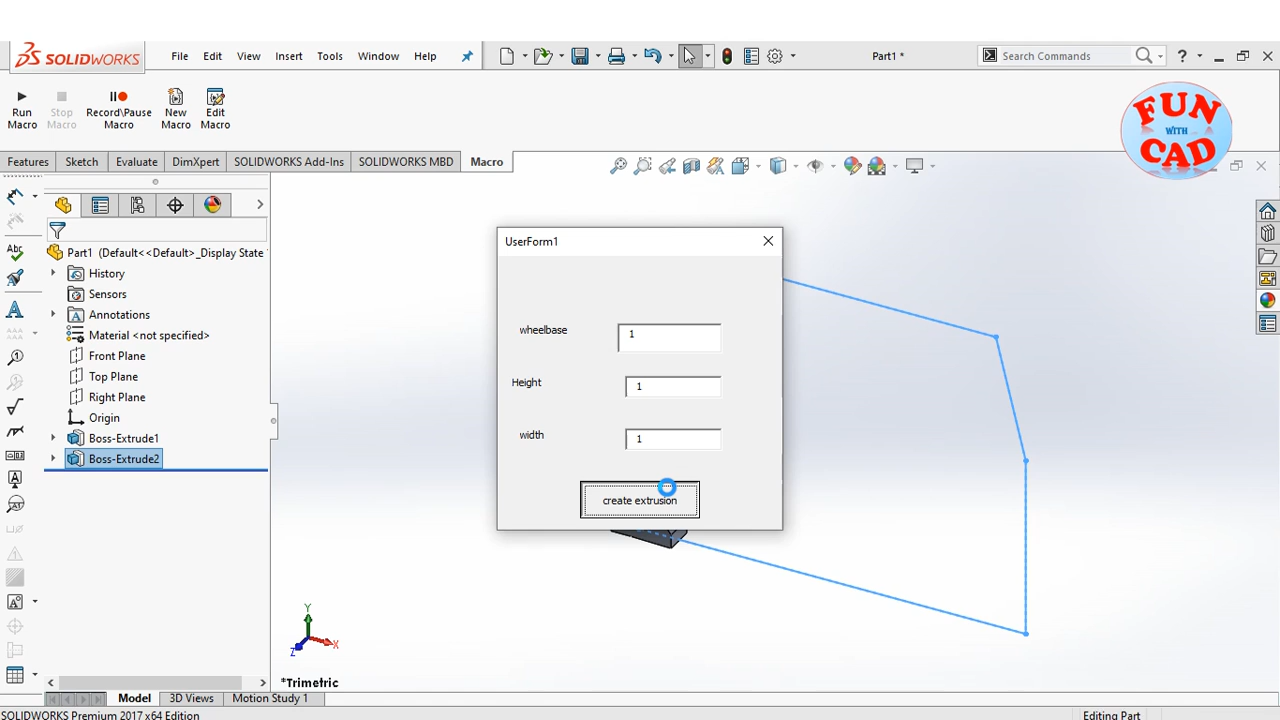 SOLIDWORKS File Edit View Insert Tools Window Help Part1 * Search Commands ?
Run Macro
Stop Macro
Record\Pause Macro
New Macro
Edit Macro
FUN
WITH
CAD
Features Sketch Evaluate DimXpert SOLIDWORKS Add-Ins SOLIDWORKS MBD Macro
Part1 (Default<<Default>_Display State
History
Sensors
Annotations
Material <not specified>
Front Plane
Top Plane
Right Plane
Origin
Boss-Extrude1
Boss-Extrude2
UserForm1
wheelbase 1
Height 1
width 1
create extrusion
Y
X
Z
*Trimetric
Model 3D Views Motion Study 1
SOLIDWORKS Premium 2017 x64 Edition Editing Part